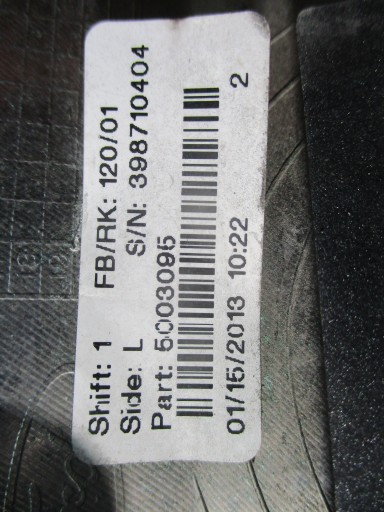 Shift: 1 FB/RK: 120/01
Side: L S/N: 398710404
Part: 5003095
01/15/2013 10:22 2